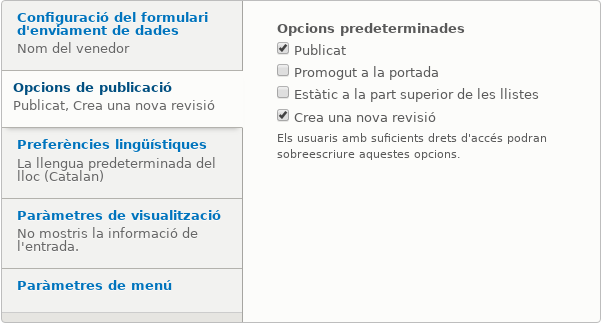 Configuració del formulari
d'enviament de dades
Nom del venedor
Opcions de publicació
Publicat, Crea una nova revisió
Preferències lingüístiques
La llengua predeterminada del
lloc (Catalan)
Paràmetres de visualització
No mostris la informació de
l'entrada.
Paràmetres de menú
Opcions predeterminades
Publicat
Promogut a la portada
Estàtic a la part superior de les llistes
Crea una nova revisió
Els usuaris amb suficients drets d'accés podran
sobreescriure aquestes opcions.